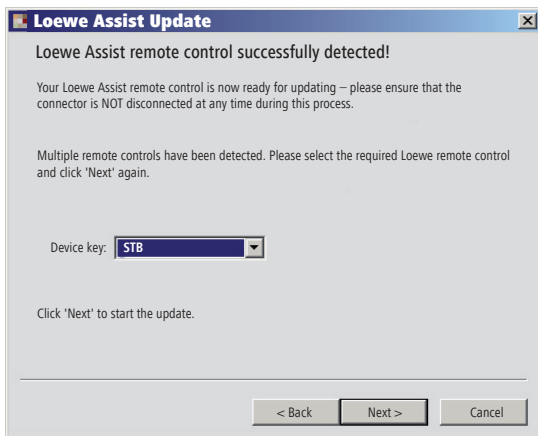 Loewe Assist Update
Loewe Assist remote control successfully detected!
Your Loewe Assist remote control is now ready for updating – please ensure that the
connector is NOT disconnected at any time during this process.
Multiple remote controls have been detected. Please select the required Loewe remote control
and click 'Next' again.
Device key: STB
Click 'Next' to start the update.
< Back Next > Cancel